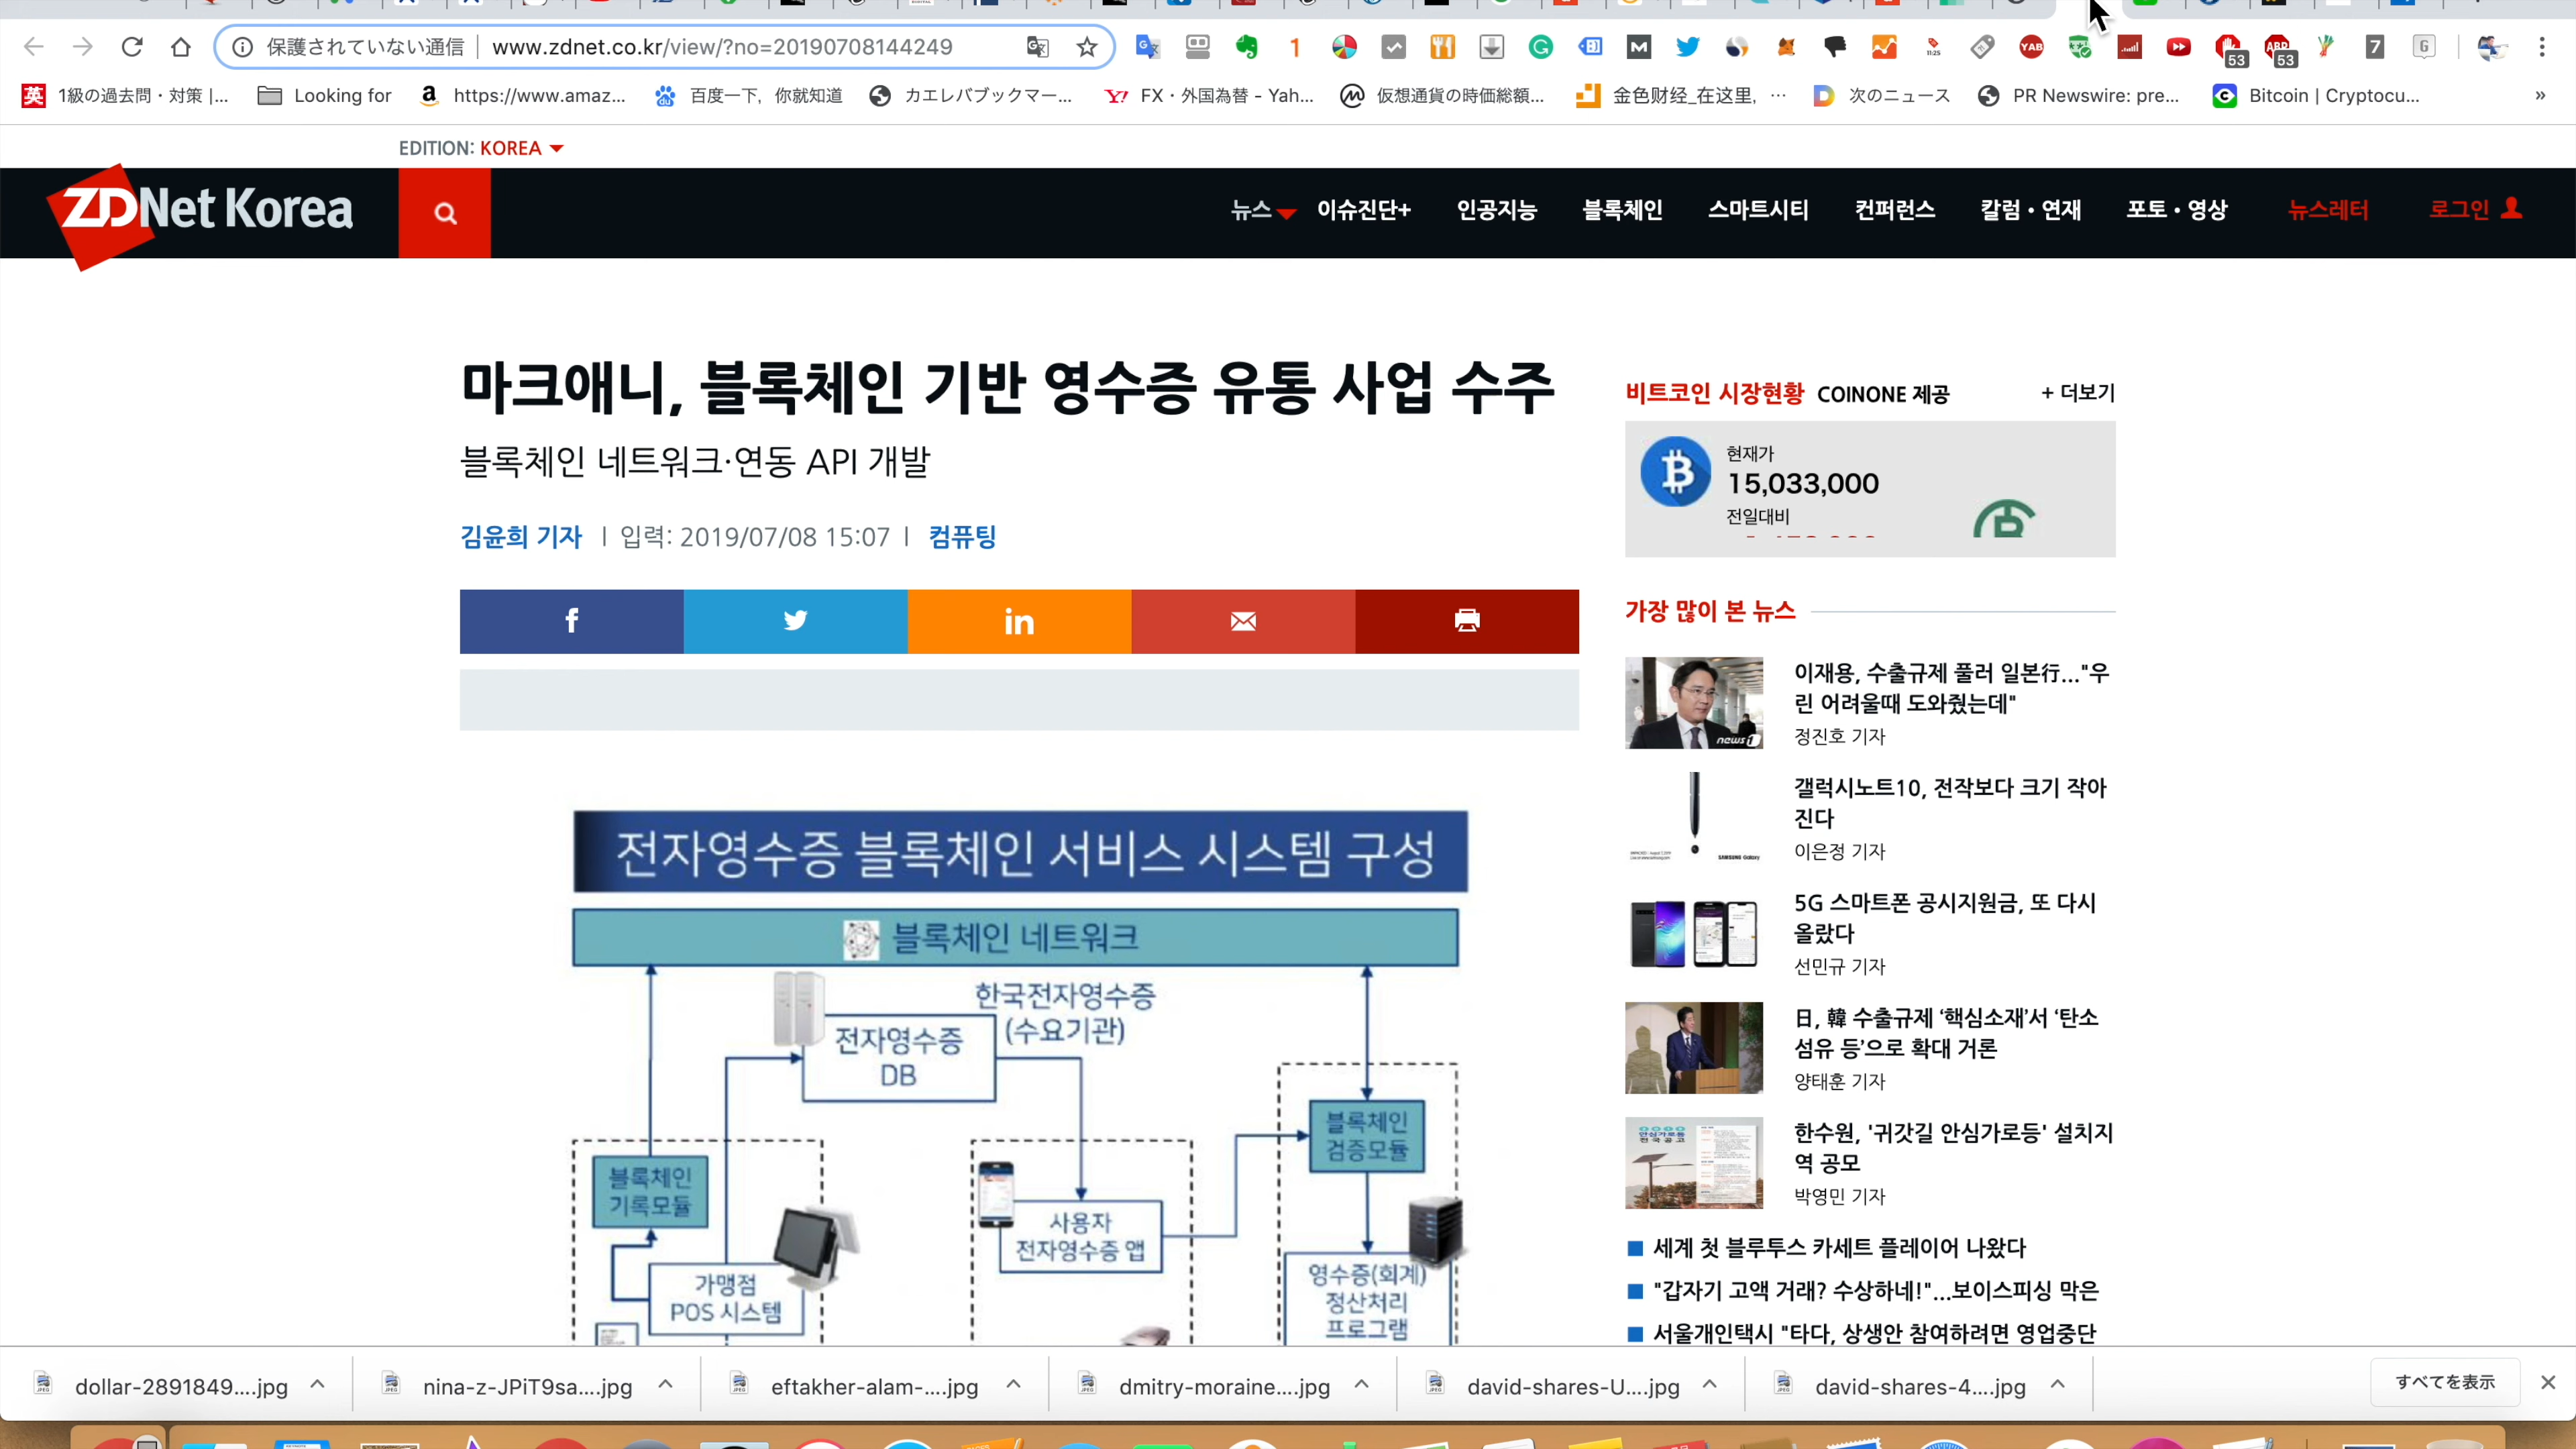 保護されていない通信 www.zdnet.co.kr/view/?no=20190708144249
1級の過去問・対策 |... Looking for https://www.amaz... 百度一下，你就知道 カエレバブックマー... FX・外国為替 - Yah... 仮想通貨の時価総額... 金色财经_在这里，... 次のニュース PR Newswire: pre... Bitcoin | Cryptocu... »
EDITION: KOREA
ZDNet Korea
뉴스 이슈진단+ 인공지능 블록체인 스마트시티 컨퍼런스 칼럼•연재 포토•영상 뉴스레터 로그인
마크애니, 블록체인 기반 영수증 유통 사업 수주
블록체인 네트워크·연동 API 개발
김윤희 기자 | 입력: 2019/07/08 15:07 | 컴퓨팅
전자영수증 블록체인 서비스 시스템 구성
블록체인 네트워크
한국전자영수증
(수요기관)
전자영수증
DB
블록체인
검증모듈
블록체인
기록모듈
사용자
전자영수증 앱
가맹점
POS 시스템
영수증(회계)
정산처리
프로그램
비트코인 시장현황 COINONE 제공 + 더보기
현재가
15,033,000
전일대비
가장 많이 본 뉴스
이재용, 수출규제 풀러 일본行..."우
린 어려울때 도와줬는데"
정진호 기자
news1
갤럭시노트10, 전작보다 크기 작아
진다
이은정 기자
SAMSUNG Galaxy
5G 스마트폰 공시지원금, 또 다시
올랐다
선민규 기자
日, 韓 수출규제 ‘핵심소재’서 ‘탄소
섬유 등’으로 확대 거론
양태훈 기자
한수원, '귀갓길 안심가로등' 설치지
역 공모
박영민 기자
세계 첫 블루투스 카세트 플레이어 나왔다
"갑자기 고액 거래? 수상하네!"...보이스피싱 막은
서울개인택시 "타다, 상생안 참여하려면 영업중단
dollar-2891849....jpg nina-z-JPiT9sa....jpg eftakher-alam-....jpg dmitry-moraine....jpg david-shares-U....jpg david-shares-4....jpg すべてを表示